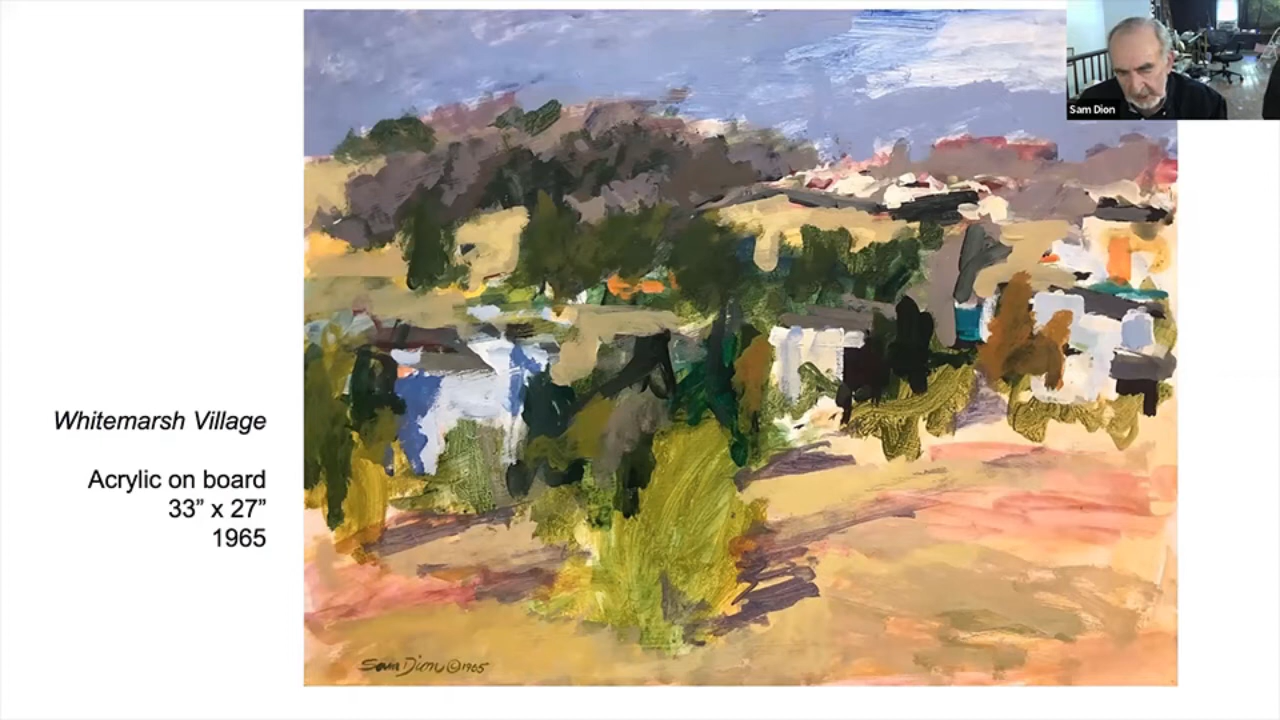 Sam Dion
Whitemarsh Village
Acrylic on board
33” x 27”
1965
Sam Dion ©1965